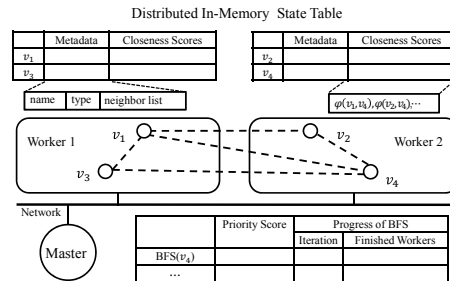 Distributed In-Memory State Table
Metadata Closeness Scores
v₁
v₃
Metadata Closeness Scores
v₂
v₄
name type neighbor list
φ(v₁,v₄),φ(v₂,v₄),⋯
Worker 1
v₁
v₃
v₂
Worker 2
v₄
Network
Master
Priority Score Progress of BFS
Iteration Finished Workers
BFS(v₄)
…